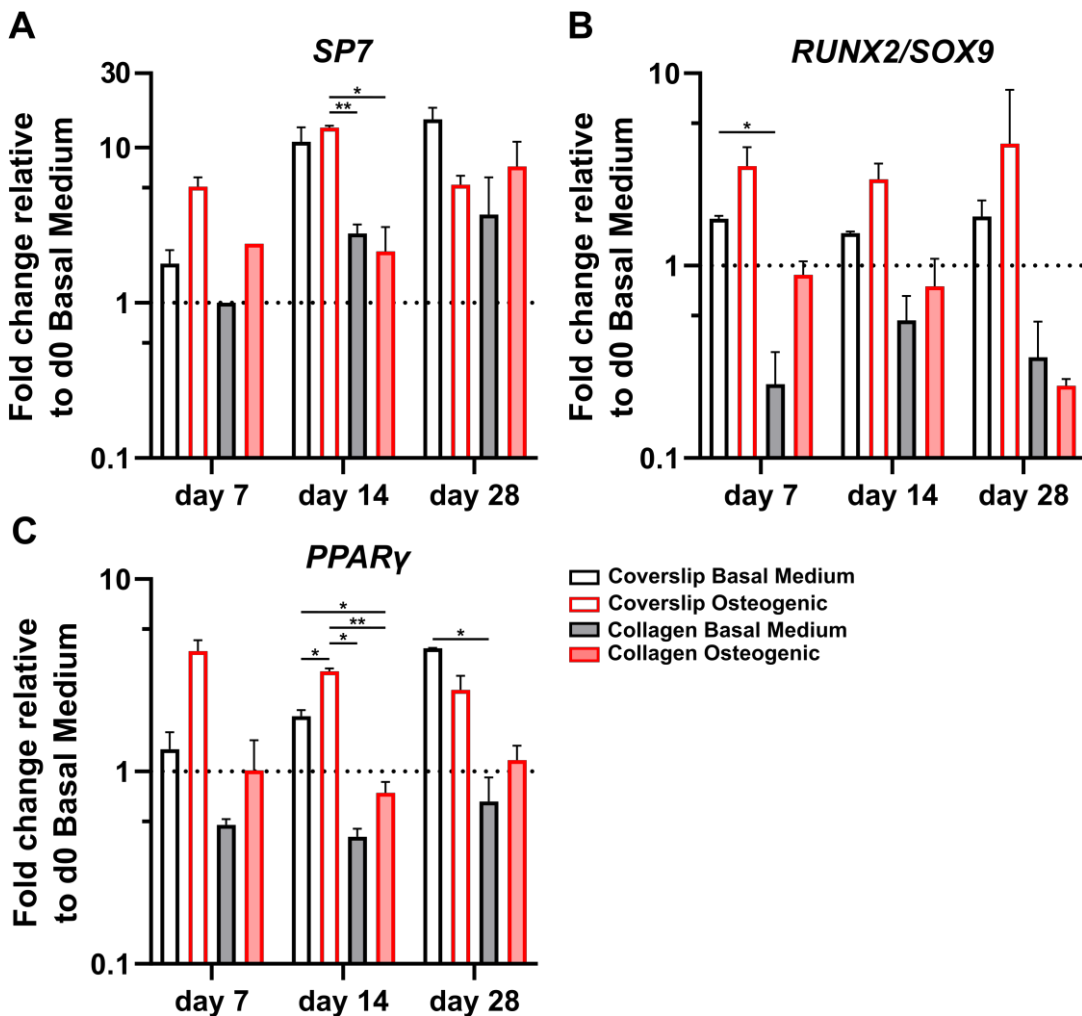 A
SP7
Fold change relative
to d0 Basal Medium
30
10
1
0.1
*
**
day 7
day 14
day 28
B
RUNX2/SOX9
Fold change relative
to d0 Basal Medium
10
1
0.1
*
day 7
day 14
day 28
C
PPARγ
Fold change relative
to d0 Basal Medium
10
1
0.1
*
**
*
*
*
day 7
day 14
day 28
Coverslip Basal Medium
Coverslip Osteogenic
Collagen Basal Medium
Collagen Osteogenic